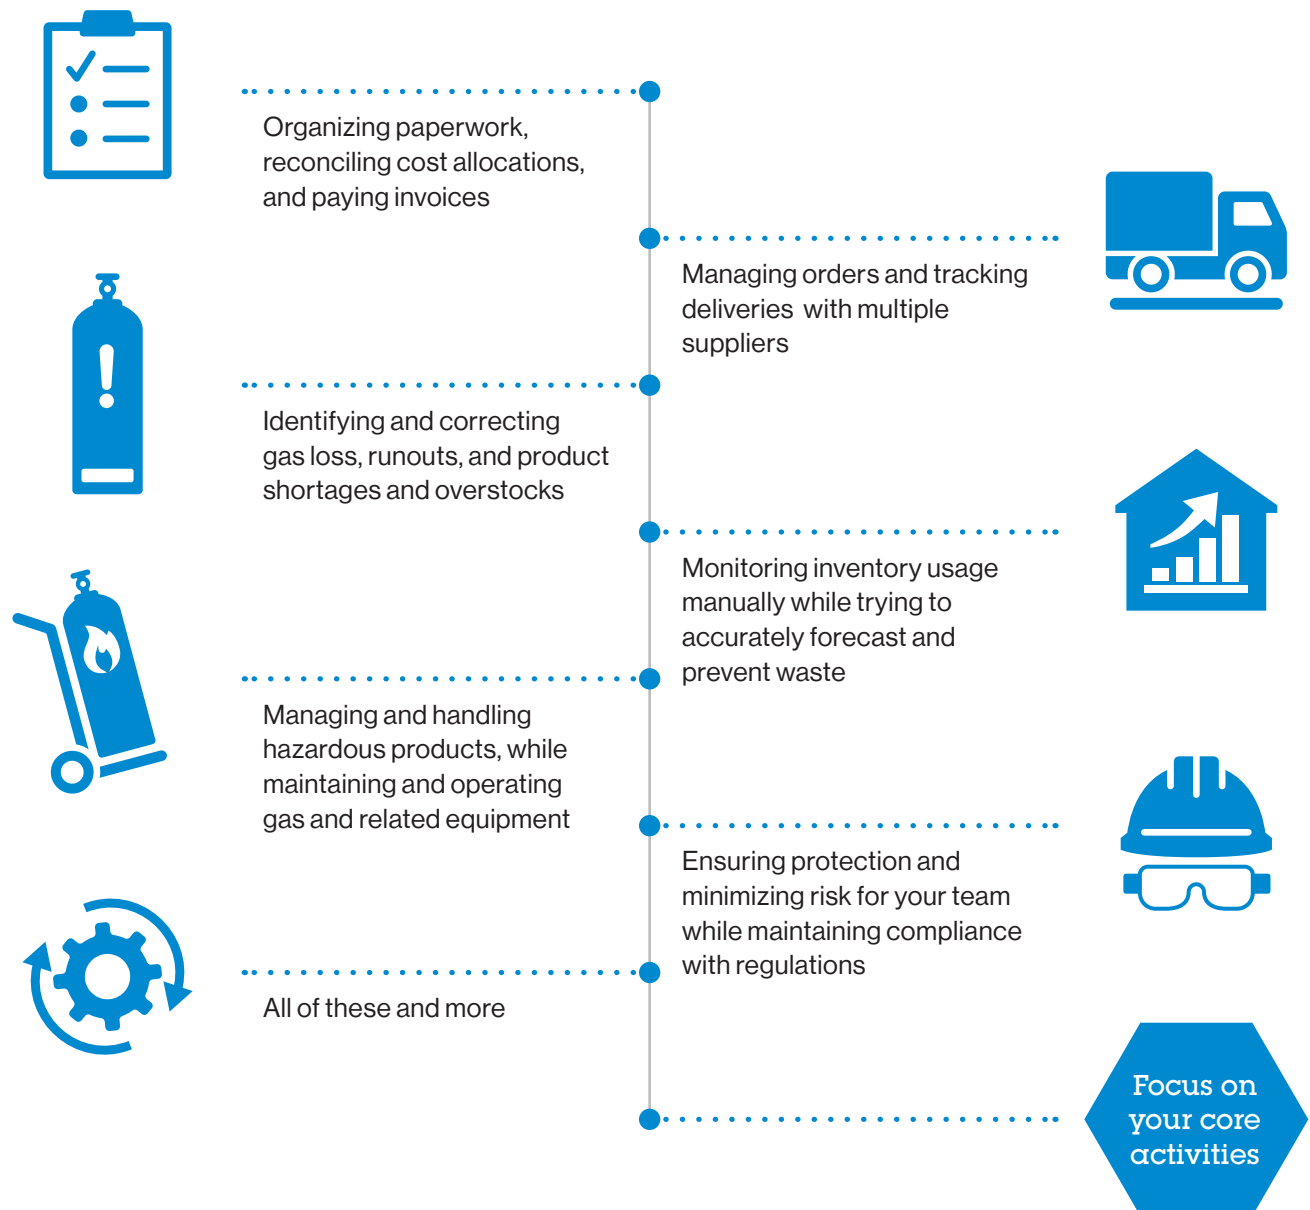 Organizing paperwork,
reconciling cost allocations,
and paying invoices
Managing orders and tracking
deliveries  with multiple
suppliers
Identifying and correcting
gas loss, runouts, and product
shortages and overstocks
Monitoring inventory usage
manually while trying to
accurately forecast and
prevent waste
Managing and handling
hazardous products, while
maintaining and operating
gas and related equipment
Ensuring protection and
minimizing risk for your team
while maintaining compliance
with regulations
All of these and more
Focus on
your core
activities